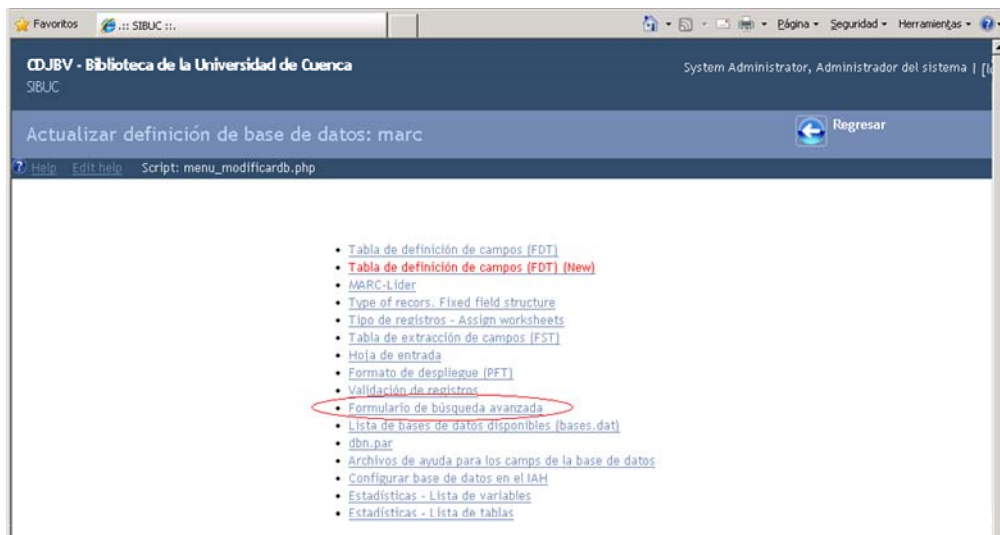 Favoritos .:: SIBUC ::. Página Seguridad Herramientas
CDJBV - Biblioteca de la Universidad de Cuenca
System Administrator, Administrador del sistema |
SIBUC
Actualizar definición de base de datos: marc
Regresar
Help Edit help Script: menu_modificardb.php
Tabla de definición de campos (FDT)
Tabla de definición de campos (FDT) (New)
MARC-Lider
Type of recors. Fixed field structure
Tipo de registros - Assign worksheets
Tabla de extracción de campos (FST)
Hoja de entrada
Formato de despliegue (PFT)
Validación de registros
Formulario de búsqueda avanzada
Lista de bases de datos disponibles (bases.dat)
dbn.par
Archivos de ayuda para los camps de la base de datos
Configurar base de datos en el IAH
Estadísticas - Lista de variables
Estadísticas - Lista de tablas